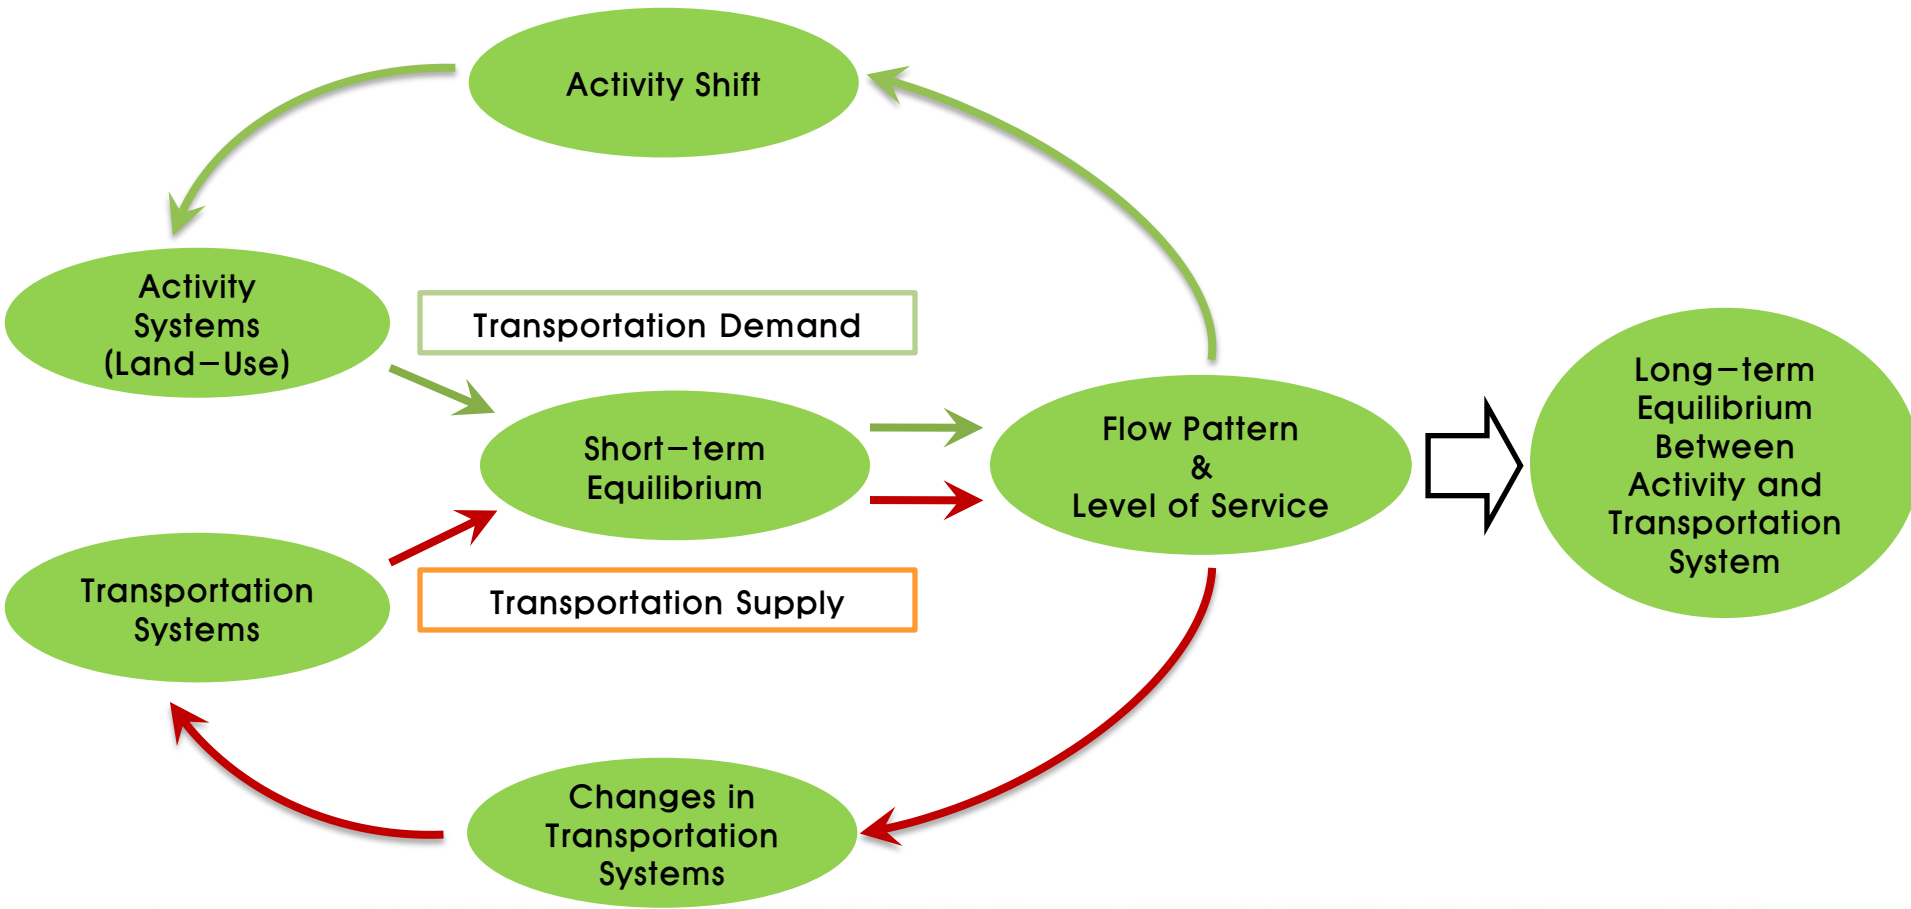 Activity Shift
Activity
Systems
(Land-Use)
Transportation Demand
Short-term
Equilibrium
Flow Pattern
&
Level of Service
Long-term
Equilibrium
Between
Activity and
Transportation
System
Transportation
Systems
Transportation Supply
Changes in
Transportation
Systems